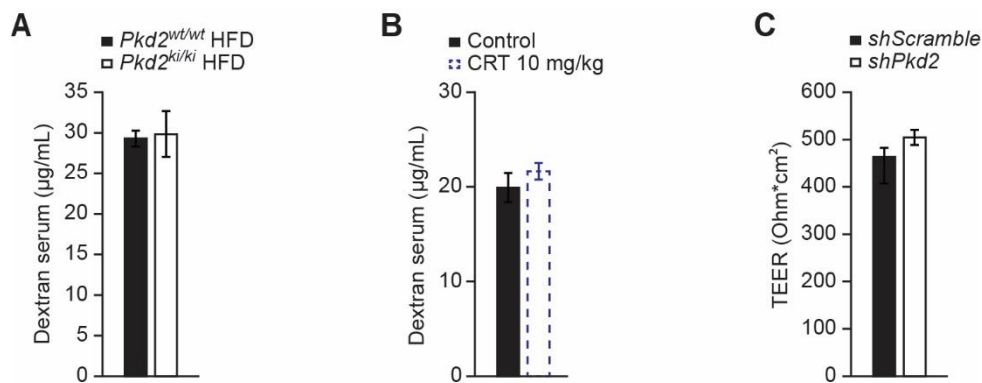 A
Pkd2wt/wt HFD
Pkd2ki/ki HFD
Dextran serum (µg/mL)
35
30
25
20
15
10
5
0
B
Control
CRT 10 mg/kg
Dextran serum (µg/mL)
30
20
10
0
C
shScramble
shPkd2
TEER (Ohm*cm²)
600
500
400
300
200
100
0